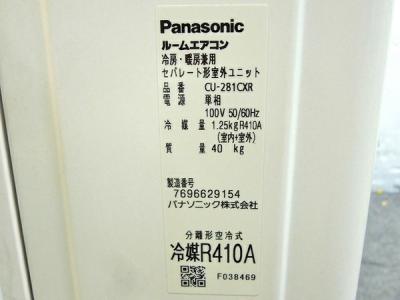 Panasonic
ルームエアコン
冷房・暖房兼用
セパレート形室外ユニット
品番 CU-281CXR
電源 単相
100V 50/60Hz
冷媒量 1.25kg R410A
(室内+室外)
質量 40 kg
製造番号
7696629154
パナソニック株式会社
分離形空冷式
冷媒R410A
F038469